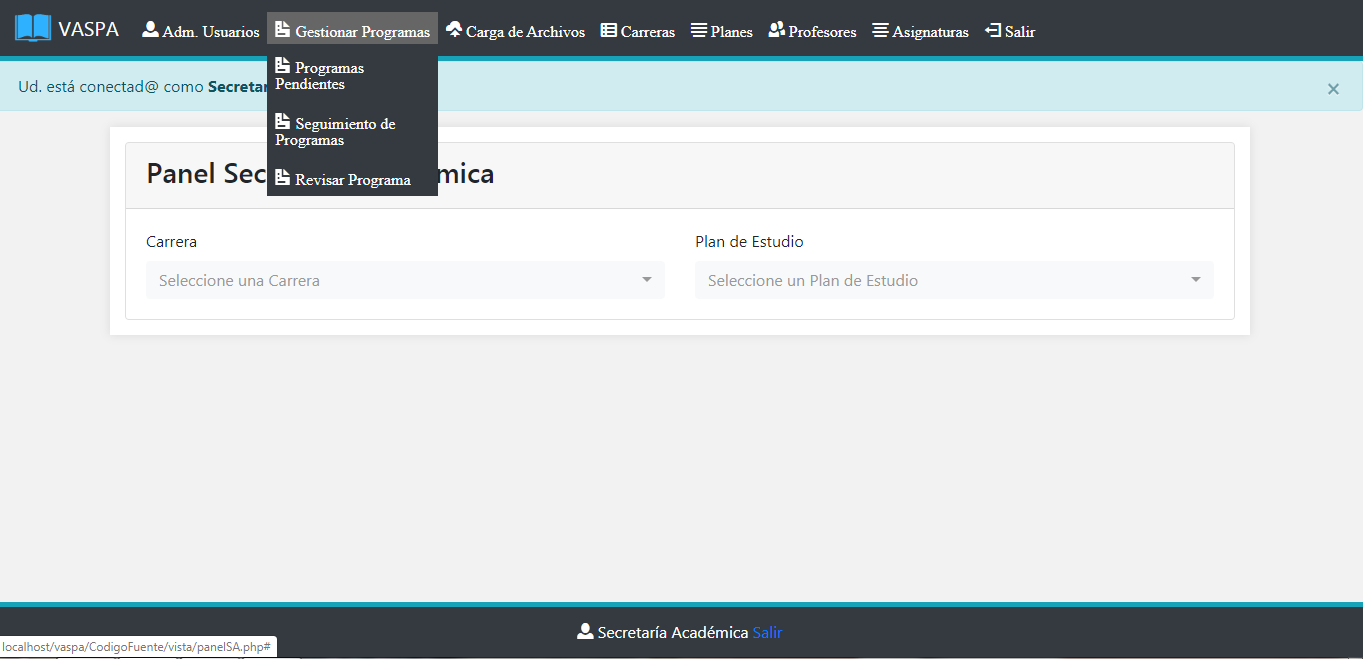 VASPA
Adm. Usuarios
Gestionar Programas
Carga de Archivos
Carreras
Planes
Profesores
Asignaturas
Salir
Programas
Pendientes
Seguimiento de
Programas
Revisar Programa
Ud. está conectad@ como Secretar
×
Panel Sec mica
Carrera
Plan de Estudio
Seleccione una Carrera
Seleccione un Plan de Estudio
Secretaría Académica Salir
localhost/vaspa/CodigoFuente/vista/panelSA.php#